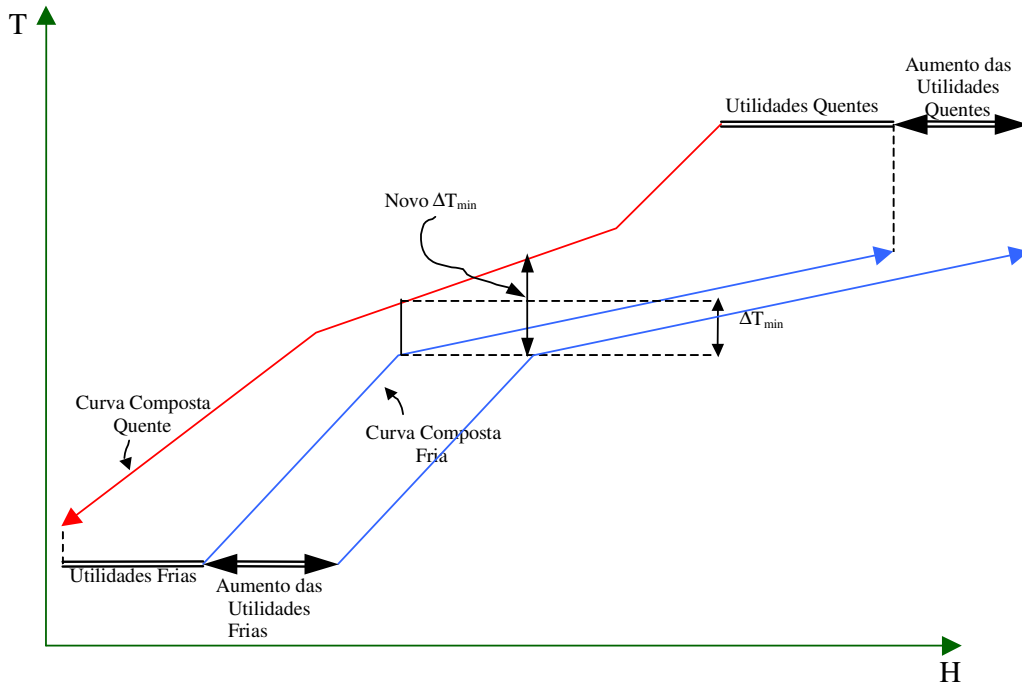 T
Aumento das
Utilidades
Quentes
Utilidades Quentes
Novo ΔTmin
ΔTmin
Curva Composta
Quente
Curva Composta
Fria
Utilidades Frias
Aumento das
Utilidades
Frias
H